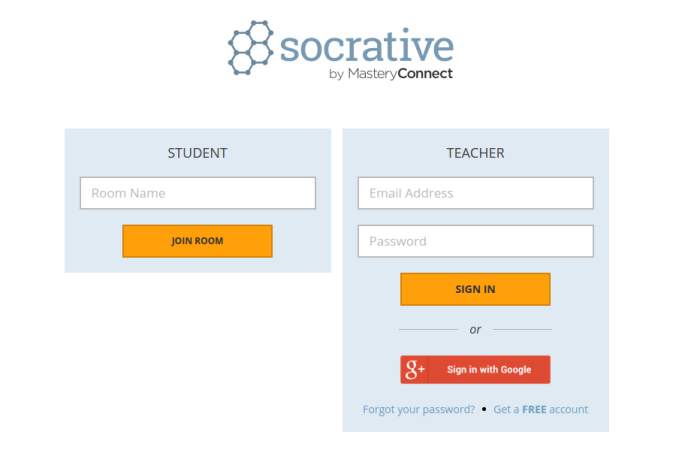 socrative
by MasteryConnect
STUDENT
Room Name
JOIN ROOM
TEACHER
Email Address
Password
SIGN IN
or
g+ Sign in with Google
Forgot your password? • Get a FREE account